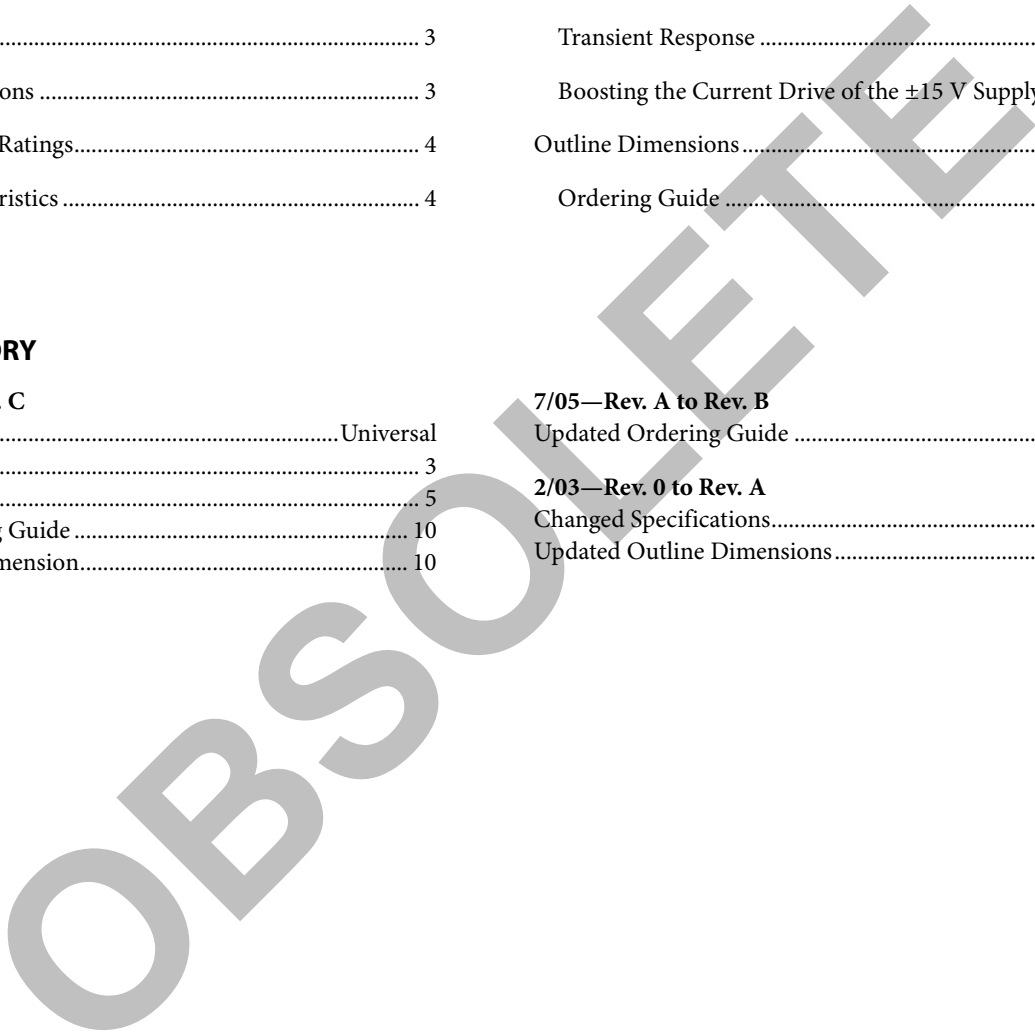 ............................................................ 3
ons ............................................................ 3
Ratings............................................................ 4
ristics ............................................................ 4
Transient Response ............................................................
Boosting the Current Drive of the ±15 V Supply
Outline Dimensions............................................................
Ordering Guide ............................................................
ORY
. C
............................................................Universal
............................................................ 3
............................................................ 5
g Guide ............................................................ 10
mension............................................................ 10
7/05—Rev. A to Rev. B
Updated Ordering Guide ............................................................
2/03—Rev. 0 to Rev. A
Changed Specifications............................................................
Updated Outline Dimensions............................................................
OBSOLETE